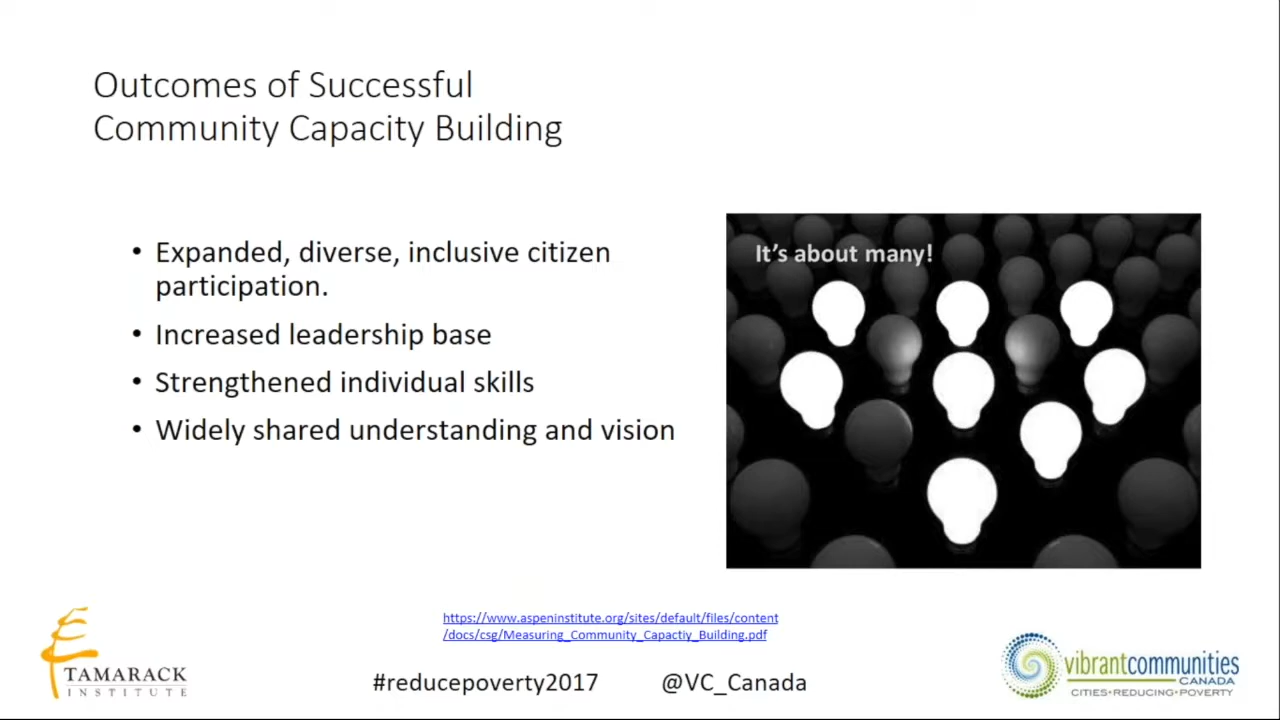 Outcomes of Successful
Community Capacity Building
• Expanded, diverse, inclusive citizen
participation.
• Increased leadership base
• Strengthened individual skills
• Widely shared understanding and vision
It's about many!
https://www.aspeninstitute.org/sites/default/files/content
/docs/csg/Measuring_Community_Capactiy_Building.pdf
TAMARACK
INSTITUTE
#reducepoverty2017 @VC_Canada
vibrantcommunities
CANADA
CITIES•REDUCING•POVERTY